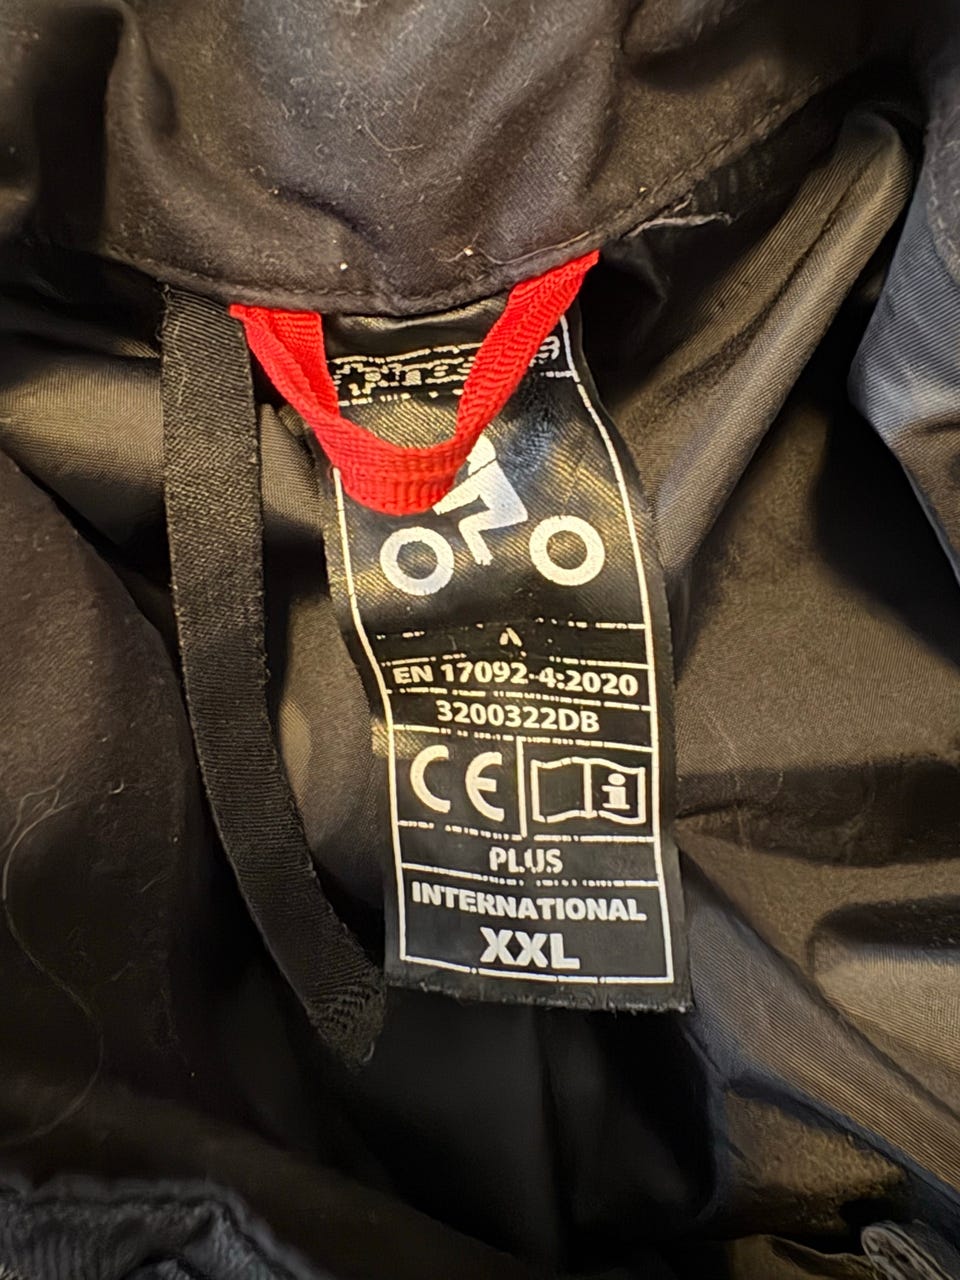 A
EN 17092-4:2020
3200322DB
CE
i
PLUS
INTERNATIONAL
XXL